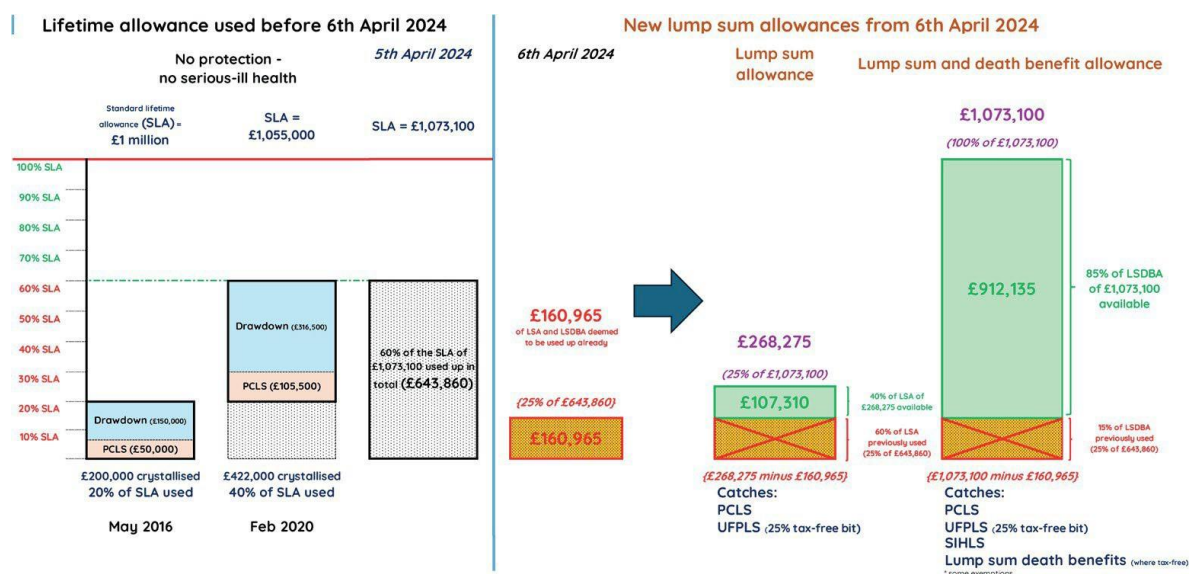 Lifetime allowance used before 6th April 2024
No protection -
no serious-ill health
5th April 2024
Standard lifetime
allowance (SLA) =
£1 million
SLA =
£1,055,000
SLA = £1,073,100
100% SLA
90% SLA
80% SLA
70% SLA
60% SLA
50% SLA
40% SLA
30% SLA
20% SLA
10% SLA
Drawdown (£150,000)
PCLS (£50,000)
£200,000 crystallised
20% of SLA used
May 2016
Drawdown (£316,500)
PCLS (£105,500)
£422,000 crystallised
40% of SLA used
Feb 2020
60% of the SLA of
£1,073,100 used up in
total (£643,860)
New lump sum allowances from 6th April 2024
6th April 2024
Lump sum
allowance
Lump sum and death benefit allowance
£160,965
of LSA and LSDBA deemed
to be used up already
{25% of £643,860}
£160,965
£268,275
(25% of £1,073,100)
£107,310
40% of LSA of
£268,275 available
60% of LSA
previously used
(25% of £643,860)
{£268,275 minus £160,965}
Catches:
PCLS
UFPLS (25% tax-free bit)
£1,073,100
(100% of £1,073,100)
£912,135
85% of LSDBA
of £1,073,100
available
15% of LSDBA
previously used
(25% of £643,860)
{£1,073,100 minus £160,965}
Catches:
PCLS
UFPLS (25% tax-free bit)
SIHLS
Lump sum death benefits (where tax-free)
* some exemptions